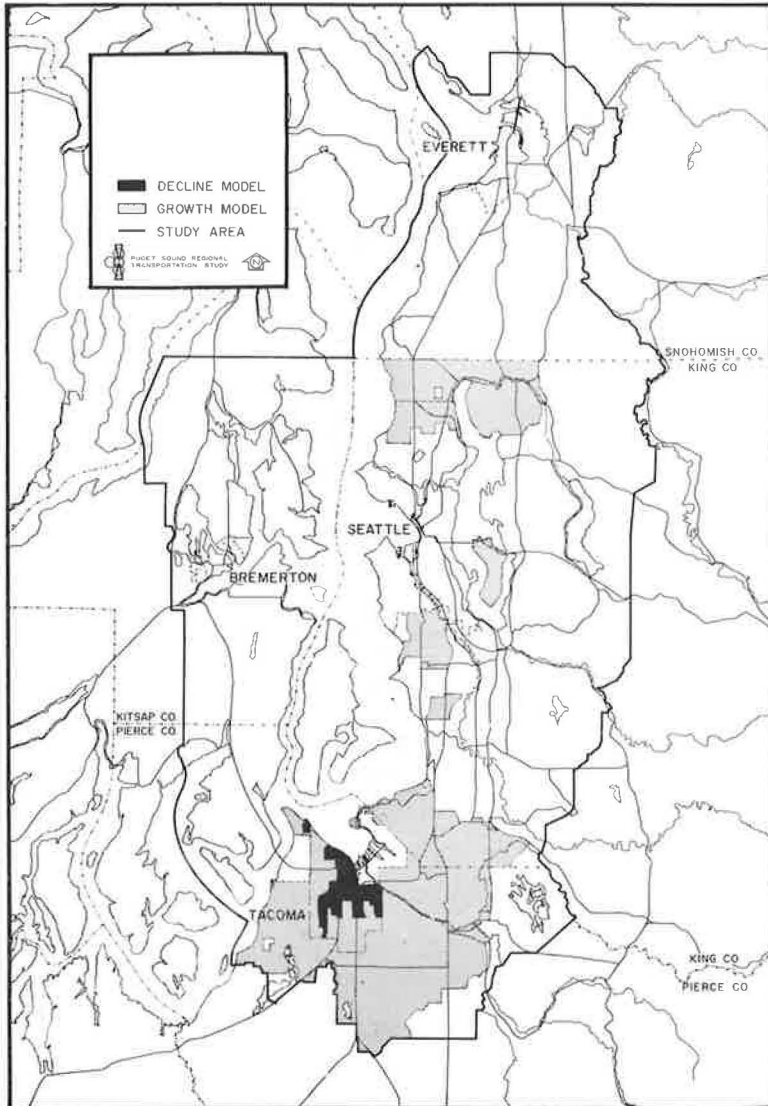 DECLINE MODEL
GROWTH MODEL
STUDY AREA
PUGET SOUND REGIONAL
TRANSPORTATION STUDY
N
EVERETT
SNOHOMISH CO
KING CO
SEATTLE
BREMERTON
KITSAP CO.
PIERCE CO.
TACOMA
KING CO
PIERCE CO